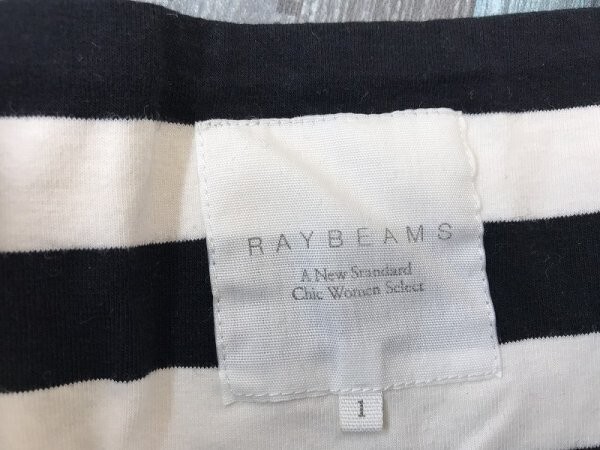 RAYBEAMS
A New Standard
Chic Women Select
1